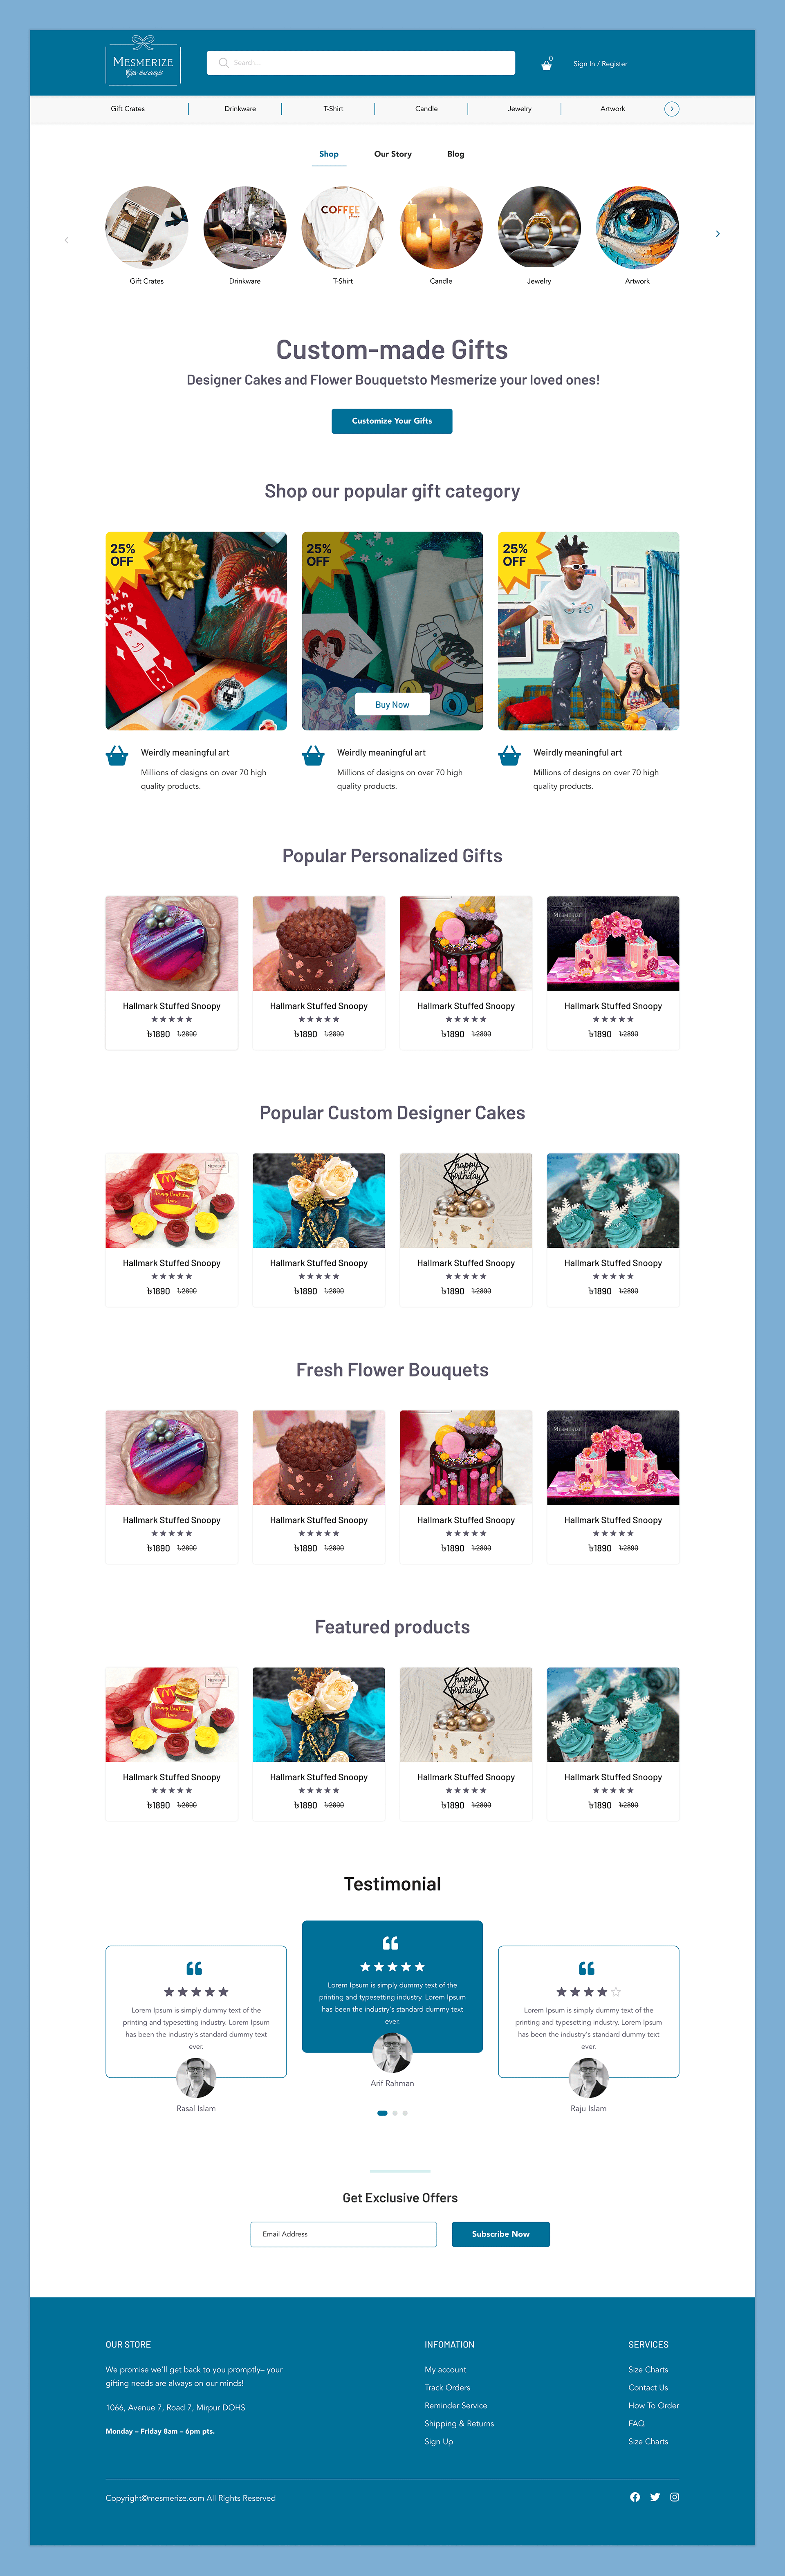 MESMERIZE
Gifts that delight
Search...
0
Sign In / Register
Gift Crates
Drinkware
T-Shirt
Candle
Jewelry
Artwork
Shop
Our Story
Blog
COFFEE
Gift Crates
Drinkware
T-Shirt
Candle
Jewelry
Artwork
Custom-made Gifts
Designer Cakes and Flower Bouquetsto Mesmerize your loved ones!
Customize Your Gifts
Shop our popular gift category
25%
OFF
25%
OFF
25%
OFF
Buy Now
Weirdly meaningful art
Millions of designs on over 70 high
quality products.
Weirdly meaningful art
Millions of designs on over 70 high
quality products.
Weirdly meaningful art
Millions of designs on over 70 high
quality products.
Popular Personalized Gifts
MESMERIZE
Hallmark Stuffed Snoopy
৳1890 ৳2890
Hallmark Stuffed Snoopy
৳1890 ৳2890
Hallmark Stuffed Snoopy
৳1890 ৳2890
Hallmark Stuffed Snoopy
৳1890 ৳2890
Popular Custom Designer Cakes
MESMERIZE
Happy Birthday
happy
birthday
Hallmark Stuffed Snoopy
৳1890 ৳2890
Hallmark Stuffed Snoopy
৳1890 ৳2890
Hallmark Stuffed Snoopy
৳1890 ৳2890
Hallmark Stuffed Snoopy
৳1890 ৳2890
Fresh Flower Bouquets
MESMERIZE
Hallmark Stuffed Snoopy
৳1890 ৳2890
Hallmark Stuffed Snoopy
৳1890 ৳2890
Hallmark Stuffed Snoopy
৳1890 ৳2890
Hallmark Stuffed Snoopy
৳1890 ৳2890
Featured products
MESMERIZE
Happy Birthday
happy
birthday
Hallmark Stuffed Snoopy
৳1890 ৳2890
Hallmark Stuffed Snoopy
৳1890 ৳2890
Hallmark Stuffed Snoopy
৳1890 ৳2890
Hallmark Stuffed Snoopy
৳1890 ৳2890
Testimonial
Lorem Ipsum is simply dummy text of the
printing and typesetting industry. Lorem Ipsum
has been the industry's standard dummy text
ever.
Rasal Islam
Lorem Ipsum is simply dummy text of the
printing and typesetting industry. Lorem Ipsum
has been the industry's standard dummy text
ever.
Arif Rahman
Lorem Ipsum is simply dummy text of the
printing and typesetting industry. Lorem Ipsum
has been the industry's standard dummy text
ever.
Raju Islam
Get Exclusive Offers
Email Address
Subscribe Now
OUR STORE
We promise we'll get back to you promptly– your
gifting needs are always on our minds!
1066, Avenue 7, Road 7, Mirpur DOHS
Monday – Friday 8am – 6pm pts.
INFOMATION
My account
Track Orders
Reminder Service
Shipping & Returns
Sign Up
SERVICES
Size Charts
Contact Us
How To Order
FAQ
Size Charts
Copyright©mesmerize.com All Rights Reserved